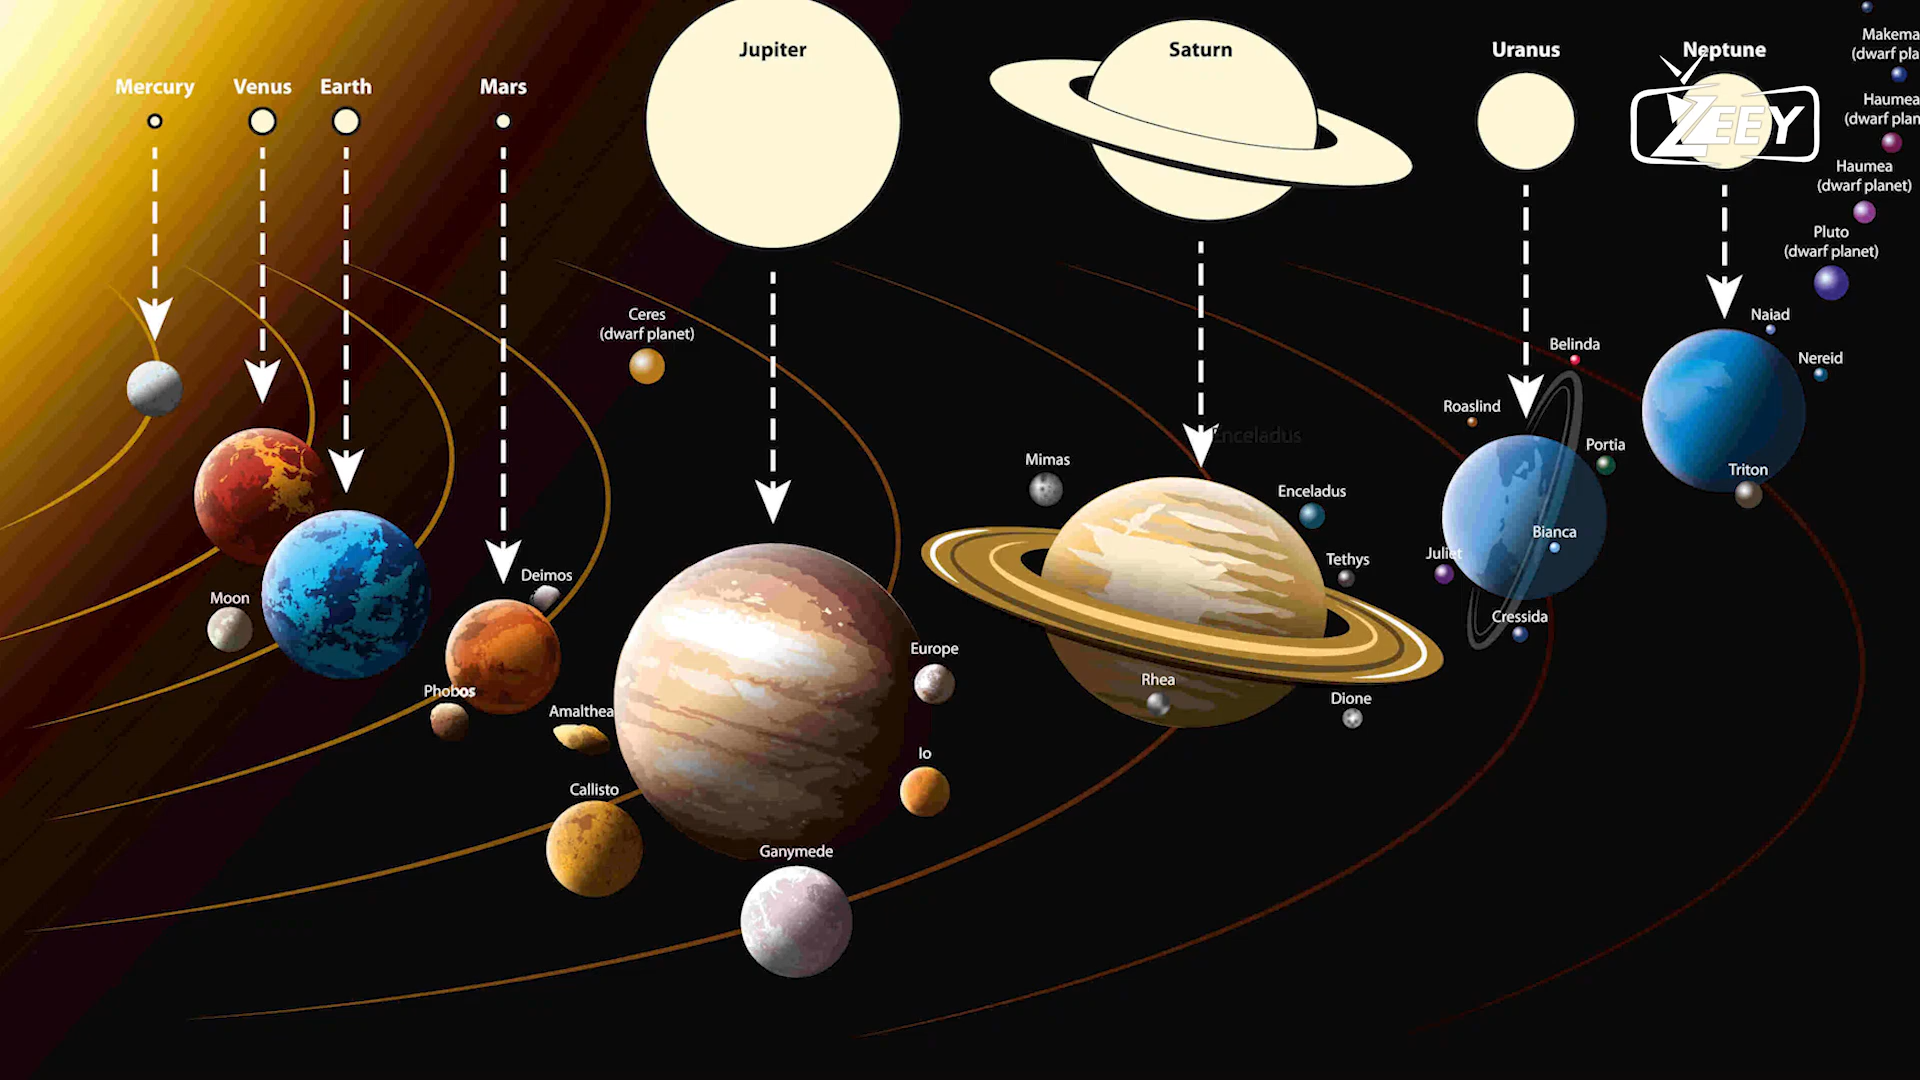 Jupiter
Saturn
Uranus
Neptune
Makema
(dwarf pla
Mercury
Venus
Earth
Mars
ZEEY
Haumea
(dwarf plan
Haumea
(dwarf planet)
Pluto
(dwarf planet)
Ceres
(dwarf planet)
Naiad
Belinda
Nereid
Roaslind
Enceladus
Portia
Mimas
Triton
Enceladus
Bianca
Juliet
Tethys
Deimos
Moon
Cressida
Europe
Rhea
Phobos
Dione
Amalthea
Io
Callisto
Ganymede